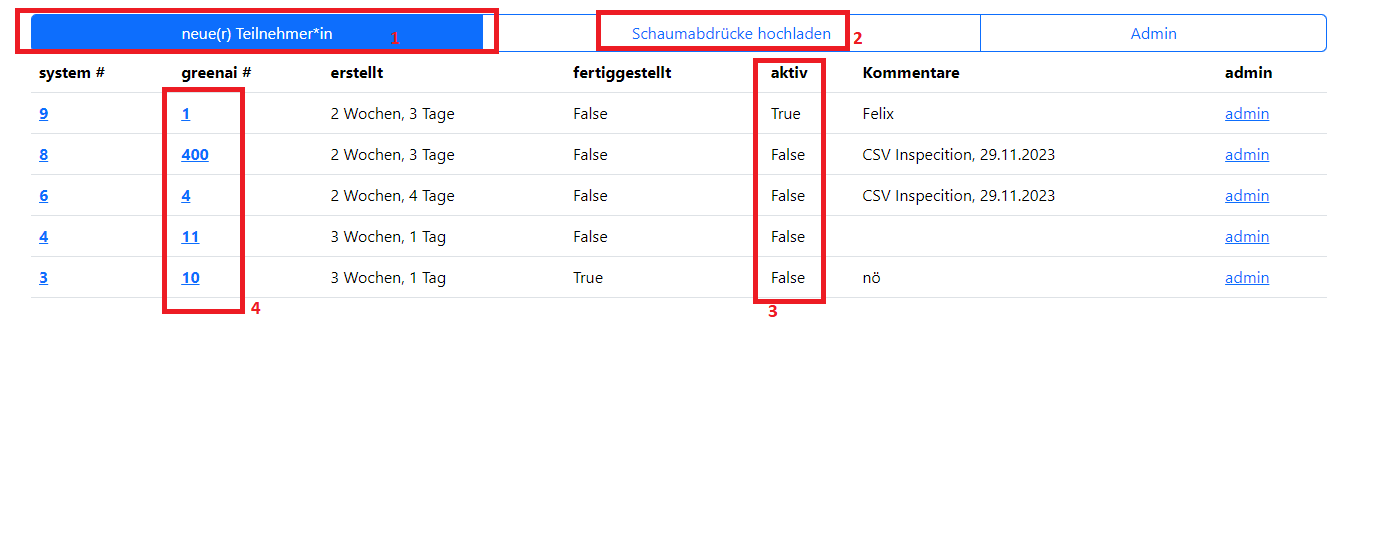 neue(r) Teilnehmer*in 1 Schaumabdrücke hochladen 2 Admin
system # greenai # erstellt fertiggestellt aktiv Kommentare admin
9 1 2 Wochen, 3 Tage False True Felix admin
8 400 2 Wochen, 3 Tage False False CSV Inspecition, 29.11.2023 admin
6 4 2 Wochen, 4 Tage False False CSV Inspecition, 29.11.2023 admin
4 11 3 Wochen, 1 Tag False False admin
3 10 3 Wochen, 1 Tag True False nö admin
4 3